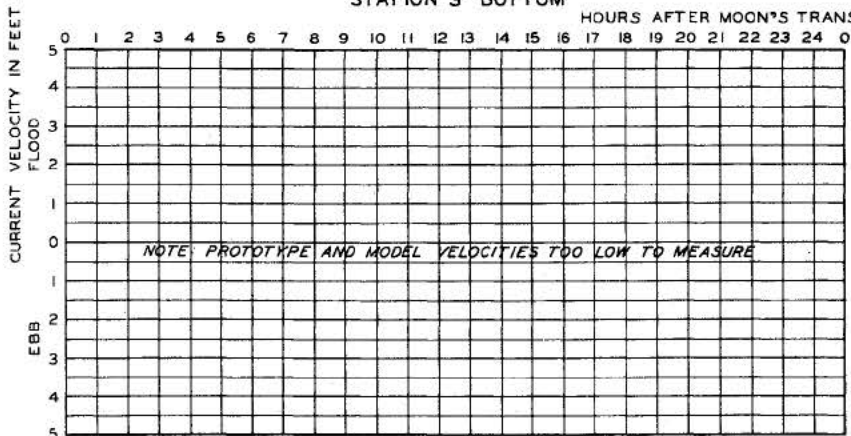 STATION 3 BOTTOM
HOURS AFTER MOON'S
0 1 2 3 4 5 6 7 8 9 10 11 12 13 14 15 16 17 18 19 20 21 22 23 24 0
CURRENT VELOCITY IN FEET
FLOOD
5
4
3
2
1
0
NOTE: PROTOTYPE AND MODEL VELOCITIES TOO LOW TO MEASURE
1
2
EBB
3
4
5